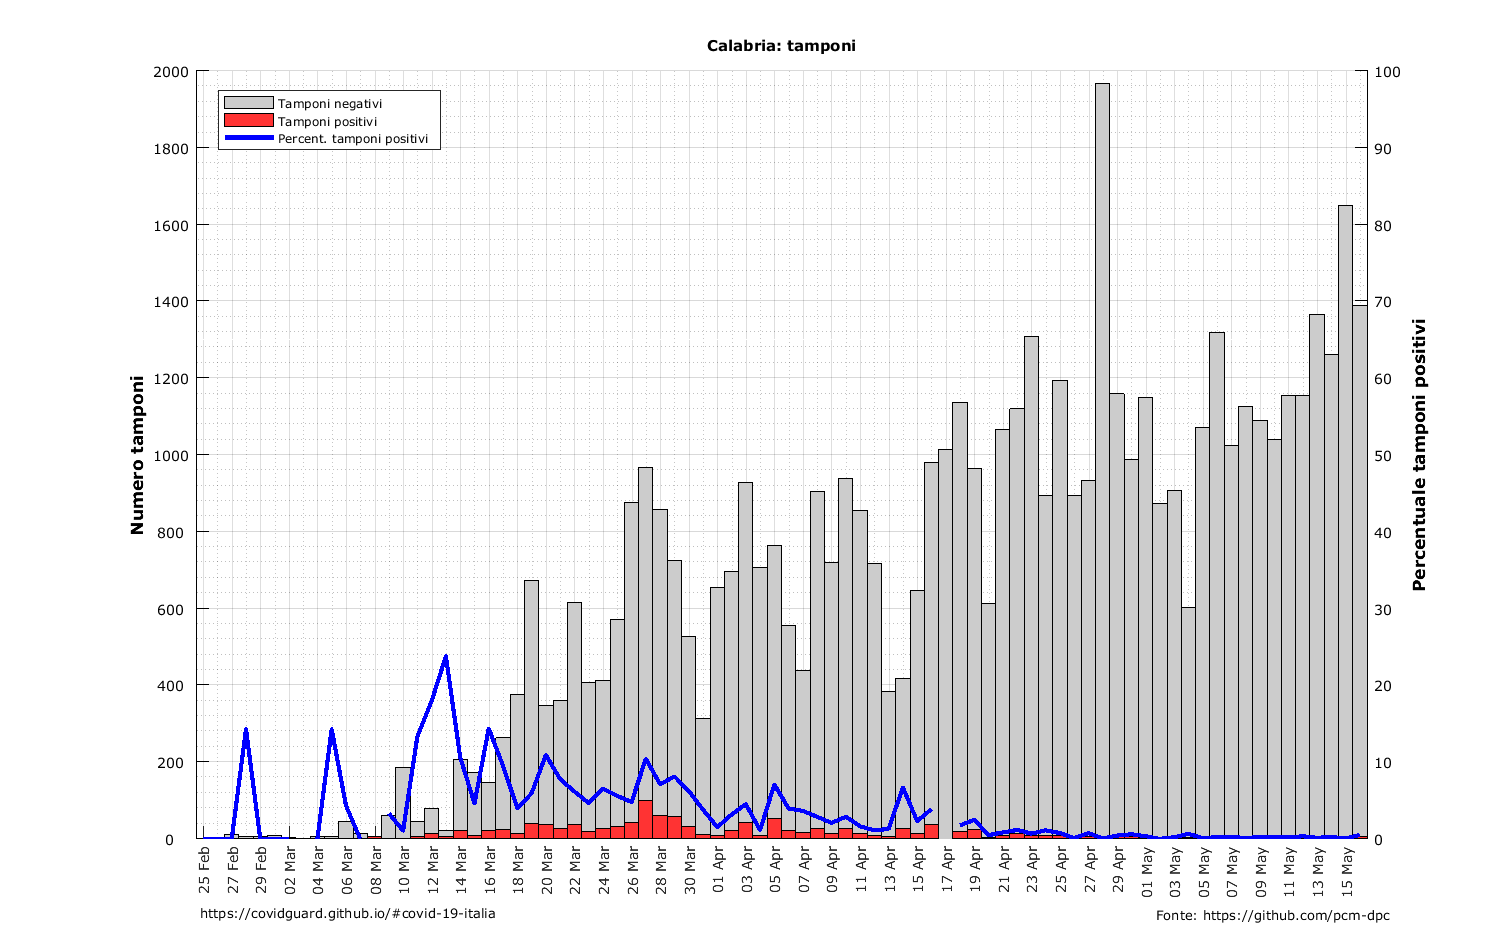 Calabria: tamponi
Tamponi negativi
Tamponi positivi
Percent. tamponi positivi
Numero tamponi
2000
1800
1600
1400
1200
1000
800
600
400
200
0
100
90
80
70
60
50
40
30
20
10
0
Percentuale tamponi positivi
25 Feb
27 Feb
29 Feb
02 Mar
04 Mar
06 Mar
08 Mar
10 Mar
12 Mar
14 Mar
16 Mar
18 Mar
20 Mar
22 Mar
24 Mar
26 Mar
28 Mar
30 Mar
01 Apr
03 Apr
05 Apr
07 Apr
09 Apr
11 Apr
13 Apr
15 Apr
17 Apr
19 Apr
21 Apr
23 Apr
25 Apr
27 Apr
29 Apr
01 May
03 May
05 May
07 May
09 May
11 May
13 May
15 May
https://covidguard.github.io/#covid-19-italia
Fonte: https://github.com/pcm-dpc